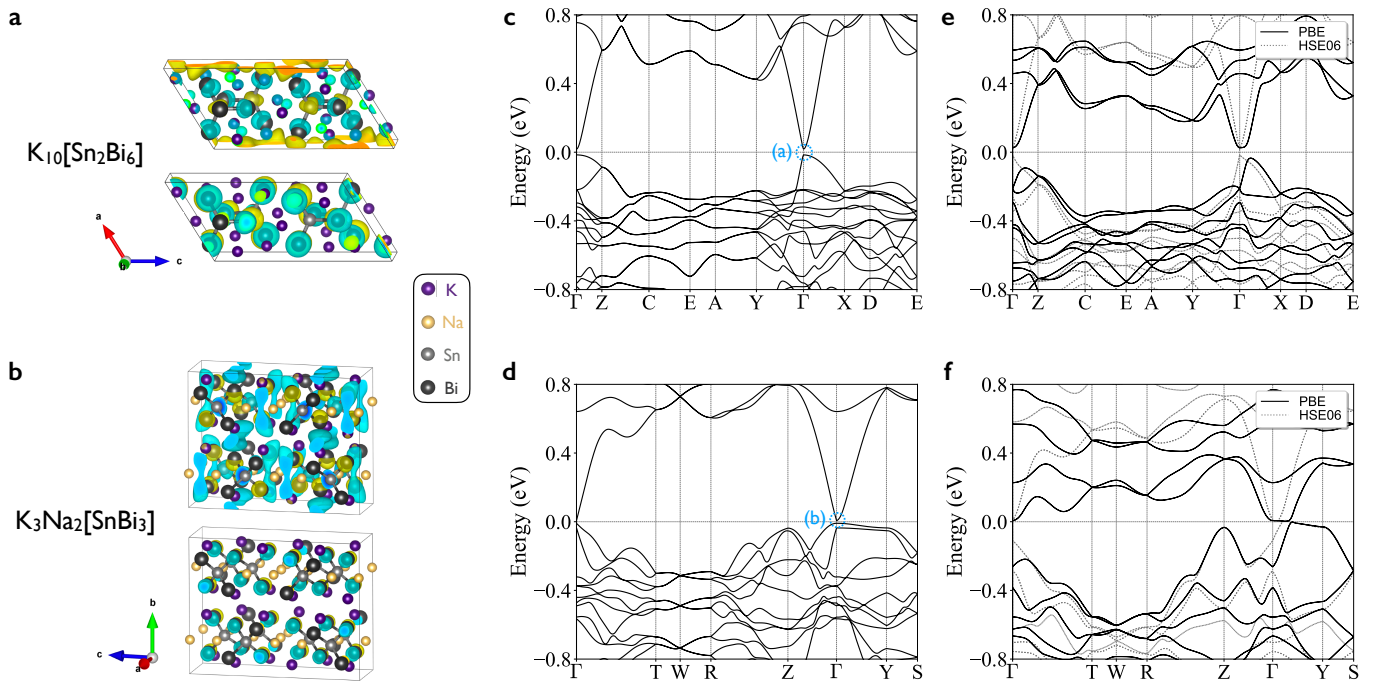 a
K₁₀[Sn₂Bi₆]
a
b
c
K
Na
Sn
Bi
b
K₃Na₂[SnBi₃]
b
c
a
c
Energy (eV)
0.8
0.4
0.0
−0.4
−0.8
(a)
Γ Z C E A Y Γ X D E
e
Energy (eV)
0.8
0.4
0.0
−0.4
−0.8
PBE
HSE06
Γ Z C E A Y Γ X D E
d
Energy (eV)
0.8
0.4
0.0
−0.4
−0.8
(b)
Γ T W R Z Γ Y S
f
Energy (eV)
0.8
0.4
0.0
−0.4
−0.8
PBE
HSE06
Γ T W R Z Γ Y S